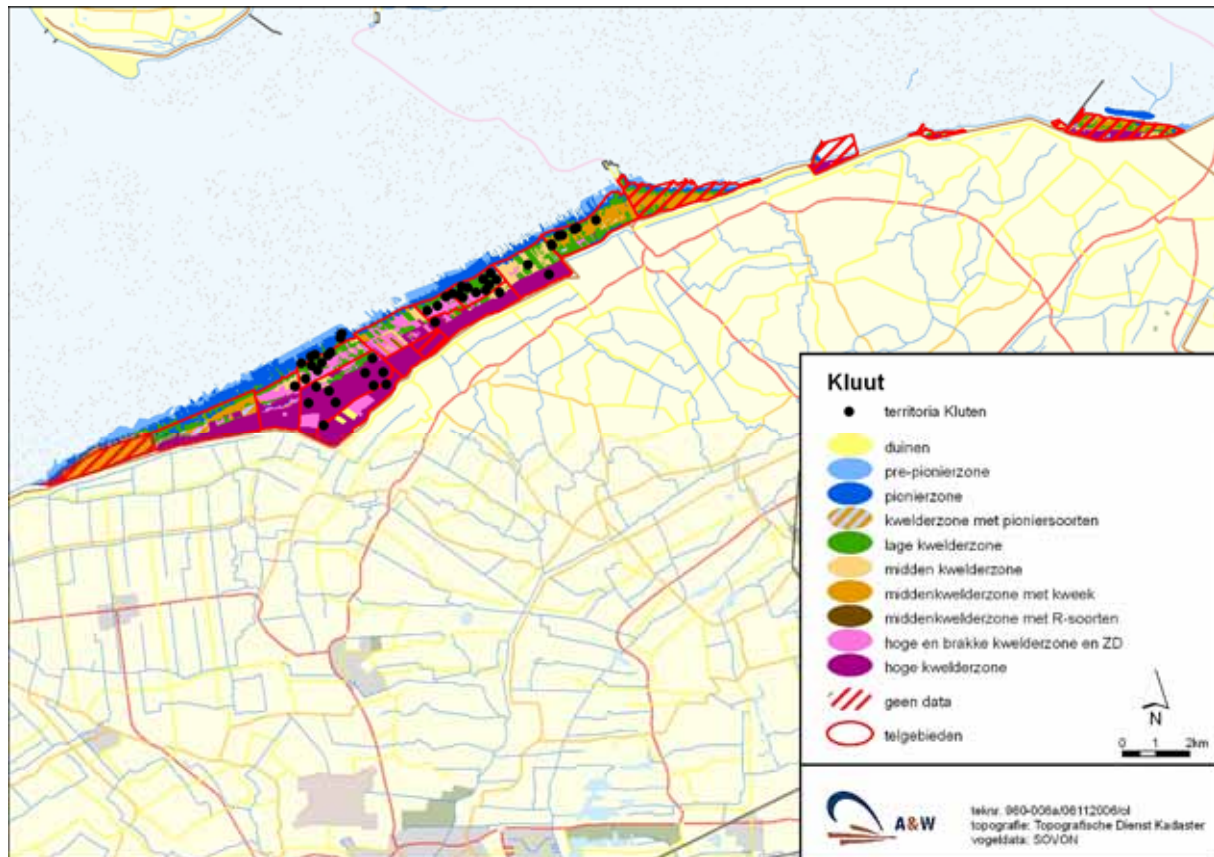 Kluut
territoria Kluten
duinen
pre-pionierzone
pionierzone
kwelderzone met pioniersoorten
lage kwelderzone
midden kwelderzone
middenkwelderzone met kweek
middenkwelderzone met R-soorten
hoge en brakke kwelderzone en ZD
hoge kwelderzone
geen data
telgebieden
N
0 1 2km
A&W
teknr. 960-006a/06112006/ol
topografie: Topografische Dienst Kadaster
vogeldata: SOVON